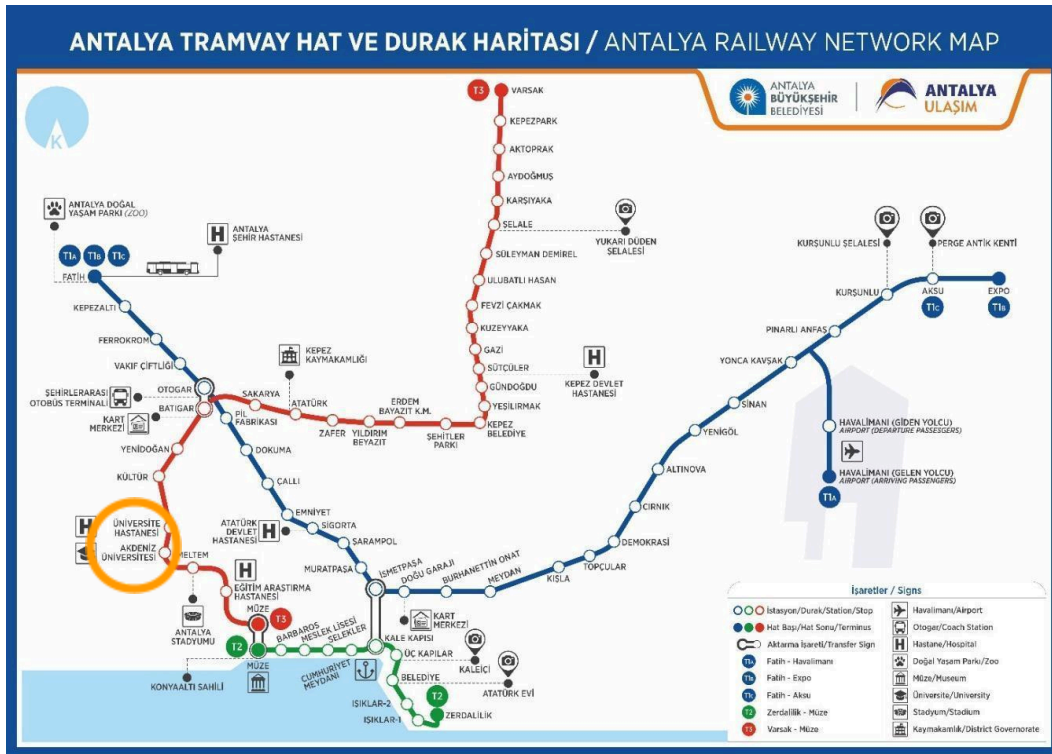 ANTALYA TRAMVAY HAT VE DURAK HARİTASI / ANTALYA RAILWAY NETWORK MAP
ANTALYA
BÜYÜKŞEHİR
BELEDİYESİ
ANTALYA
ULAŞIM
K
T3
VARSAK
KEPEZPARK
AKTOPRAK
AYDOĞMUŞ
KARŞIYAKA
ŞELALE
SÜLEYMAN DEMİREL
ULUBATLI HASAN
FEVZİ ÇAKMAK
KUZEYYAKA
GAZİ
SÜTÇÜLER
GÜNDOĞDU
YEŞİLIRMAK
KEPEZ
BELEDİYE
YUKARI DÜDEN
ŞELALESİ
H
KEPEZ DEVLET
HASTANESİ
ANTALYA DOĞAL
YAŞAM PARKI (ZOO)
H
ANTALYA
ŞEHİR HASTANESİ
T1A
T1B
T1C
FATİH
KEPEZALTI
FERROKROM
VAKIF ÇİFTLİĞİ
OTOGAR
ŞEHİRLERARASI
OTOBÜS TERMİNALİ
BATIGAR
KART
MERKEZİ
KEPEZ
KAYMAKAMLIĞI
SAKARYA
ATATÜRK
ZAFER
YILDIRIM
BEYAZIT
ERDEM
BAYAZIT K.M.
ŞEHİTLER
PARKI
PİL
FABRİKASI
DOKUMA
ÇALLI
EMNİYET
SİGORTA
ŞARAMPOL
MURATPAŞA
İSMETPAŞA
DOĞU GARAJI
BURHANETTİN ONAT
MEYDAN
KIŞLA
TOPÇULAR
DEMOKRASİ
CIRNIK
ALTINOVA
YENİGÖL
SİNAN
YONCA KAVŞAK
PINARLI ANFAŞ
KURŞUNLU
KURŞUNLU ŞELALESİ
PERGE ANTİK KENTİ
AKSU
T1C
EXPO
T1B
HAVALİMANI (GİDEN YOLCU)
AIRPORT (DEPARTURE PASSESGERS)
HAVALİMANI (GELEN YOLCU)
AIRPORT (ARRIVING PASSENGERS)
T1A
YENİDOĞAN
KÜLTÜR
H
ÜNİVERSİTE
HASTANESİ
AKDENİZ
ÜNİVERSİTESİ
MELTEM
ANTALYA
STADYUMU
H
EĞİTİM ARAŞTIRMA
HASTANESİ
ATATÜRK
DEVLET
HASTANESİ
H
MÜZE
T3
T2
MÜZE
KONYAALTI SAHİLİ
BARBAROS
MESLEK LİSESİ
SELEKLER
CUMHURİYET
MEYDANI
KALE KAPISI
KART
MERKEZİ
ÜÇ KAPILAR
KALEİÇİ
BELEDİYE
ATATÜRK EVİ
IŞIKLAR-2
IŞIKLAR-1
T2
ZERDALİLİK
İşaretler / Signs
İstasyon/Durak/Station/Stop
Hat Başı/Hat Sonu/Terminus
Aktarma İşareti/Transfer Sign
T1A Fatih - Havalimanı
T1B Fatih - Expo
T1C Fatih - Aksu
T2 Zerdalilik - Müze
T3 Varsak - Müze
Havalimanı/Airport
Otogar/Coach Station
H Hastane/Hospital
Doğal Yaşam Parkı/Zoo
Müze/Museum
Üniversite/University
Stadyum/Stadium
Kaymakamlık/District Governorate